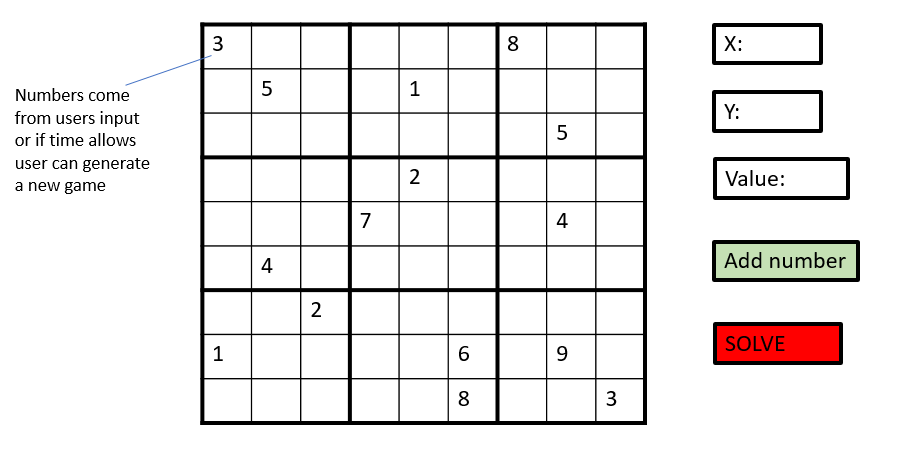 3 8
5 1
5
2
7 4
4
2
1 6 9
8 3
Numbers come
from users input
or if time allows
user can generate
a new game
X:
Y:
Value:
Add number
SOLVE